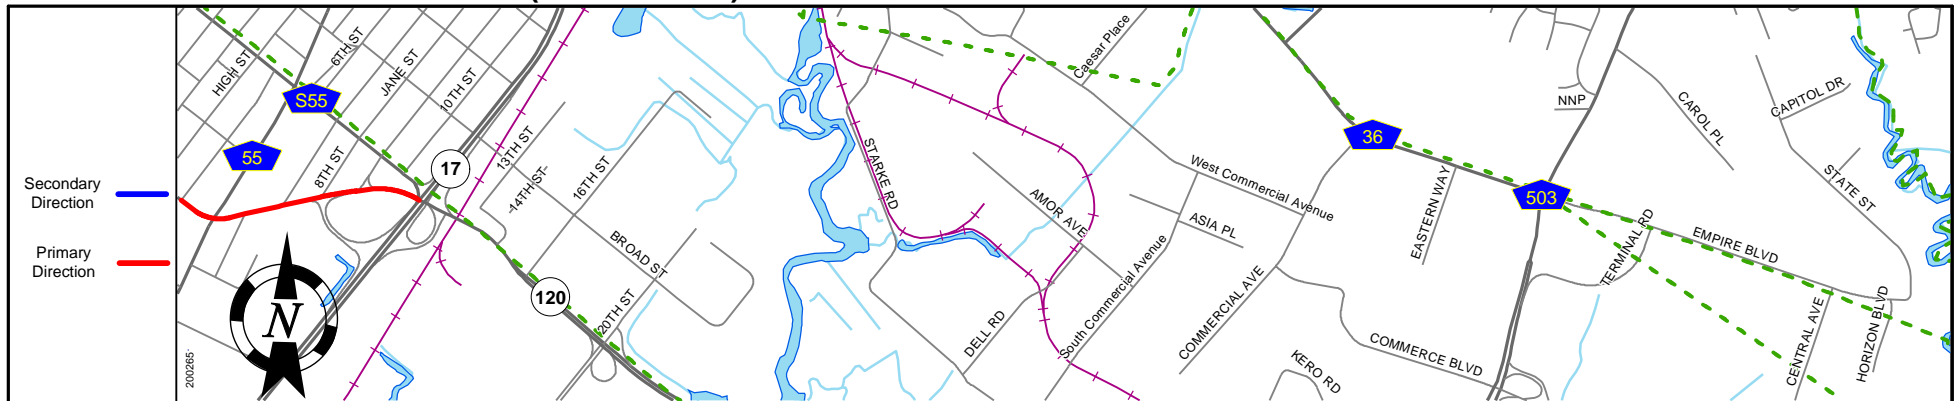 Secondary
Direction
Primary
Direction
HIGH ST
6TH ST
JANE ST
10TH ST
S55
55
8TH ST
17
13TH ST
14TH ST
16TH ST
BROAD ST
120
20TH ST
N
200265
STARKE RD
Caesar Place
AMOR AVE
West Commercial Avenue
ASIA PL
South Commercial Avenue
DELL RD
COMMERCIAL AVE
KERO RD
COMMERCE BLVD
36
EASTERN WAY
503
NNP
CAROL PL
CAPITOL DR
STATE ST
TERMINAL RD
EMPIRE BLVD
CENTRAL AVE
HORIZON BLVD